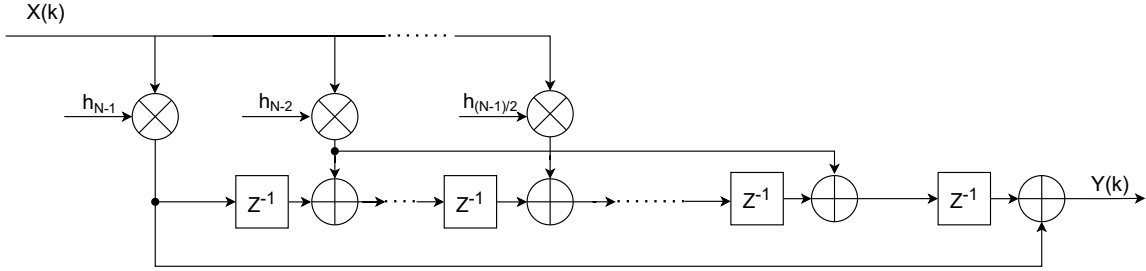 X(k)
h_{N-1}
h_{N-2}
h_{(N-1)/2}
Z^{-1}
Z^{-1}
Z^{-1}
Z^{-1}
Y(k)